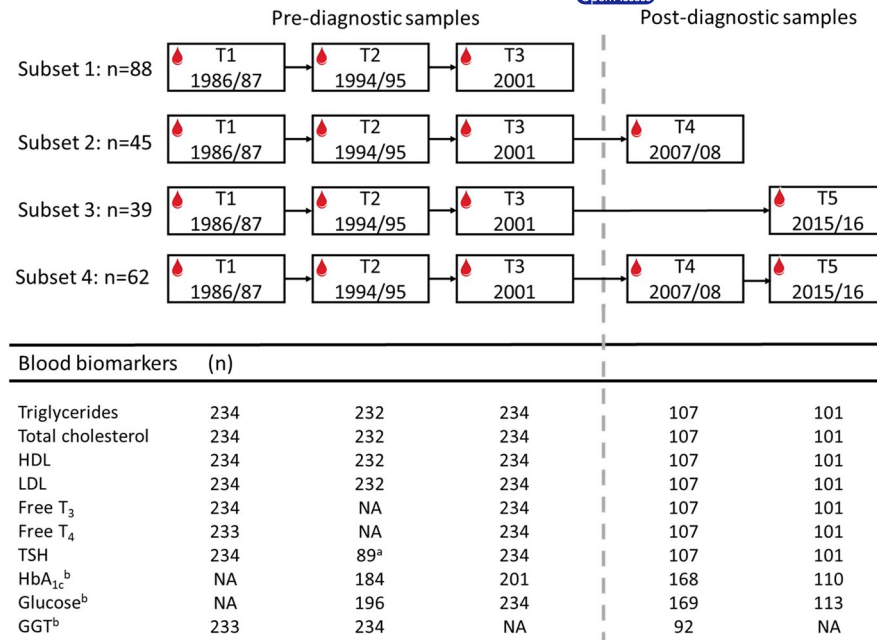 Open Access
Pre-diagnostic samples Post-diagnostic samples
Subset 1: n=88 T1 1986/87 T2 1994/95 T3 2001
Subset 2: n=45 T1 1986/87 T2 1994/95 T3 2001 T4 2007/08
Subset 3: n=39 T1 1986/87 T2 1994/95 T3 2001 T5 2015/16
Subset 4: n=62 T1 1986/87 T2 1994/95 T3 2001 T4 2007/08 T5 2015/16
Blood biomarkers (n)
Triglycerides 234 232 234 107 101
Total cholesterol 234 232 234 107 101
HDL 234 232 234 107 101
LDL 234 232 234 107 101
Free T₃ 234 NA 234 107 101
Free T₄ 233 NA 234 107 101
TSH 234 89ᵃ 234 107 101
HbA₁c ᵇ NA 184 201 168 110
Glucoseᵇ NA 196 234 169 113
GGTᵇ 233 234 NA 92 NA